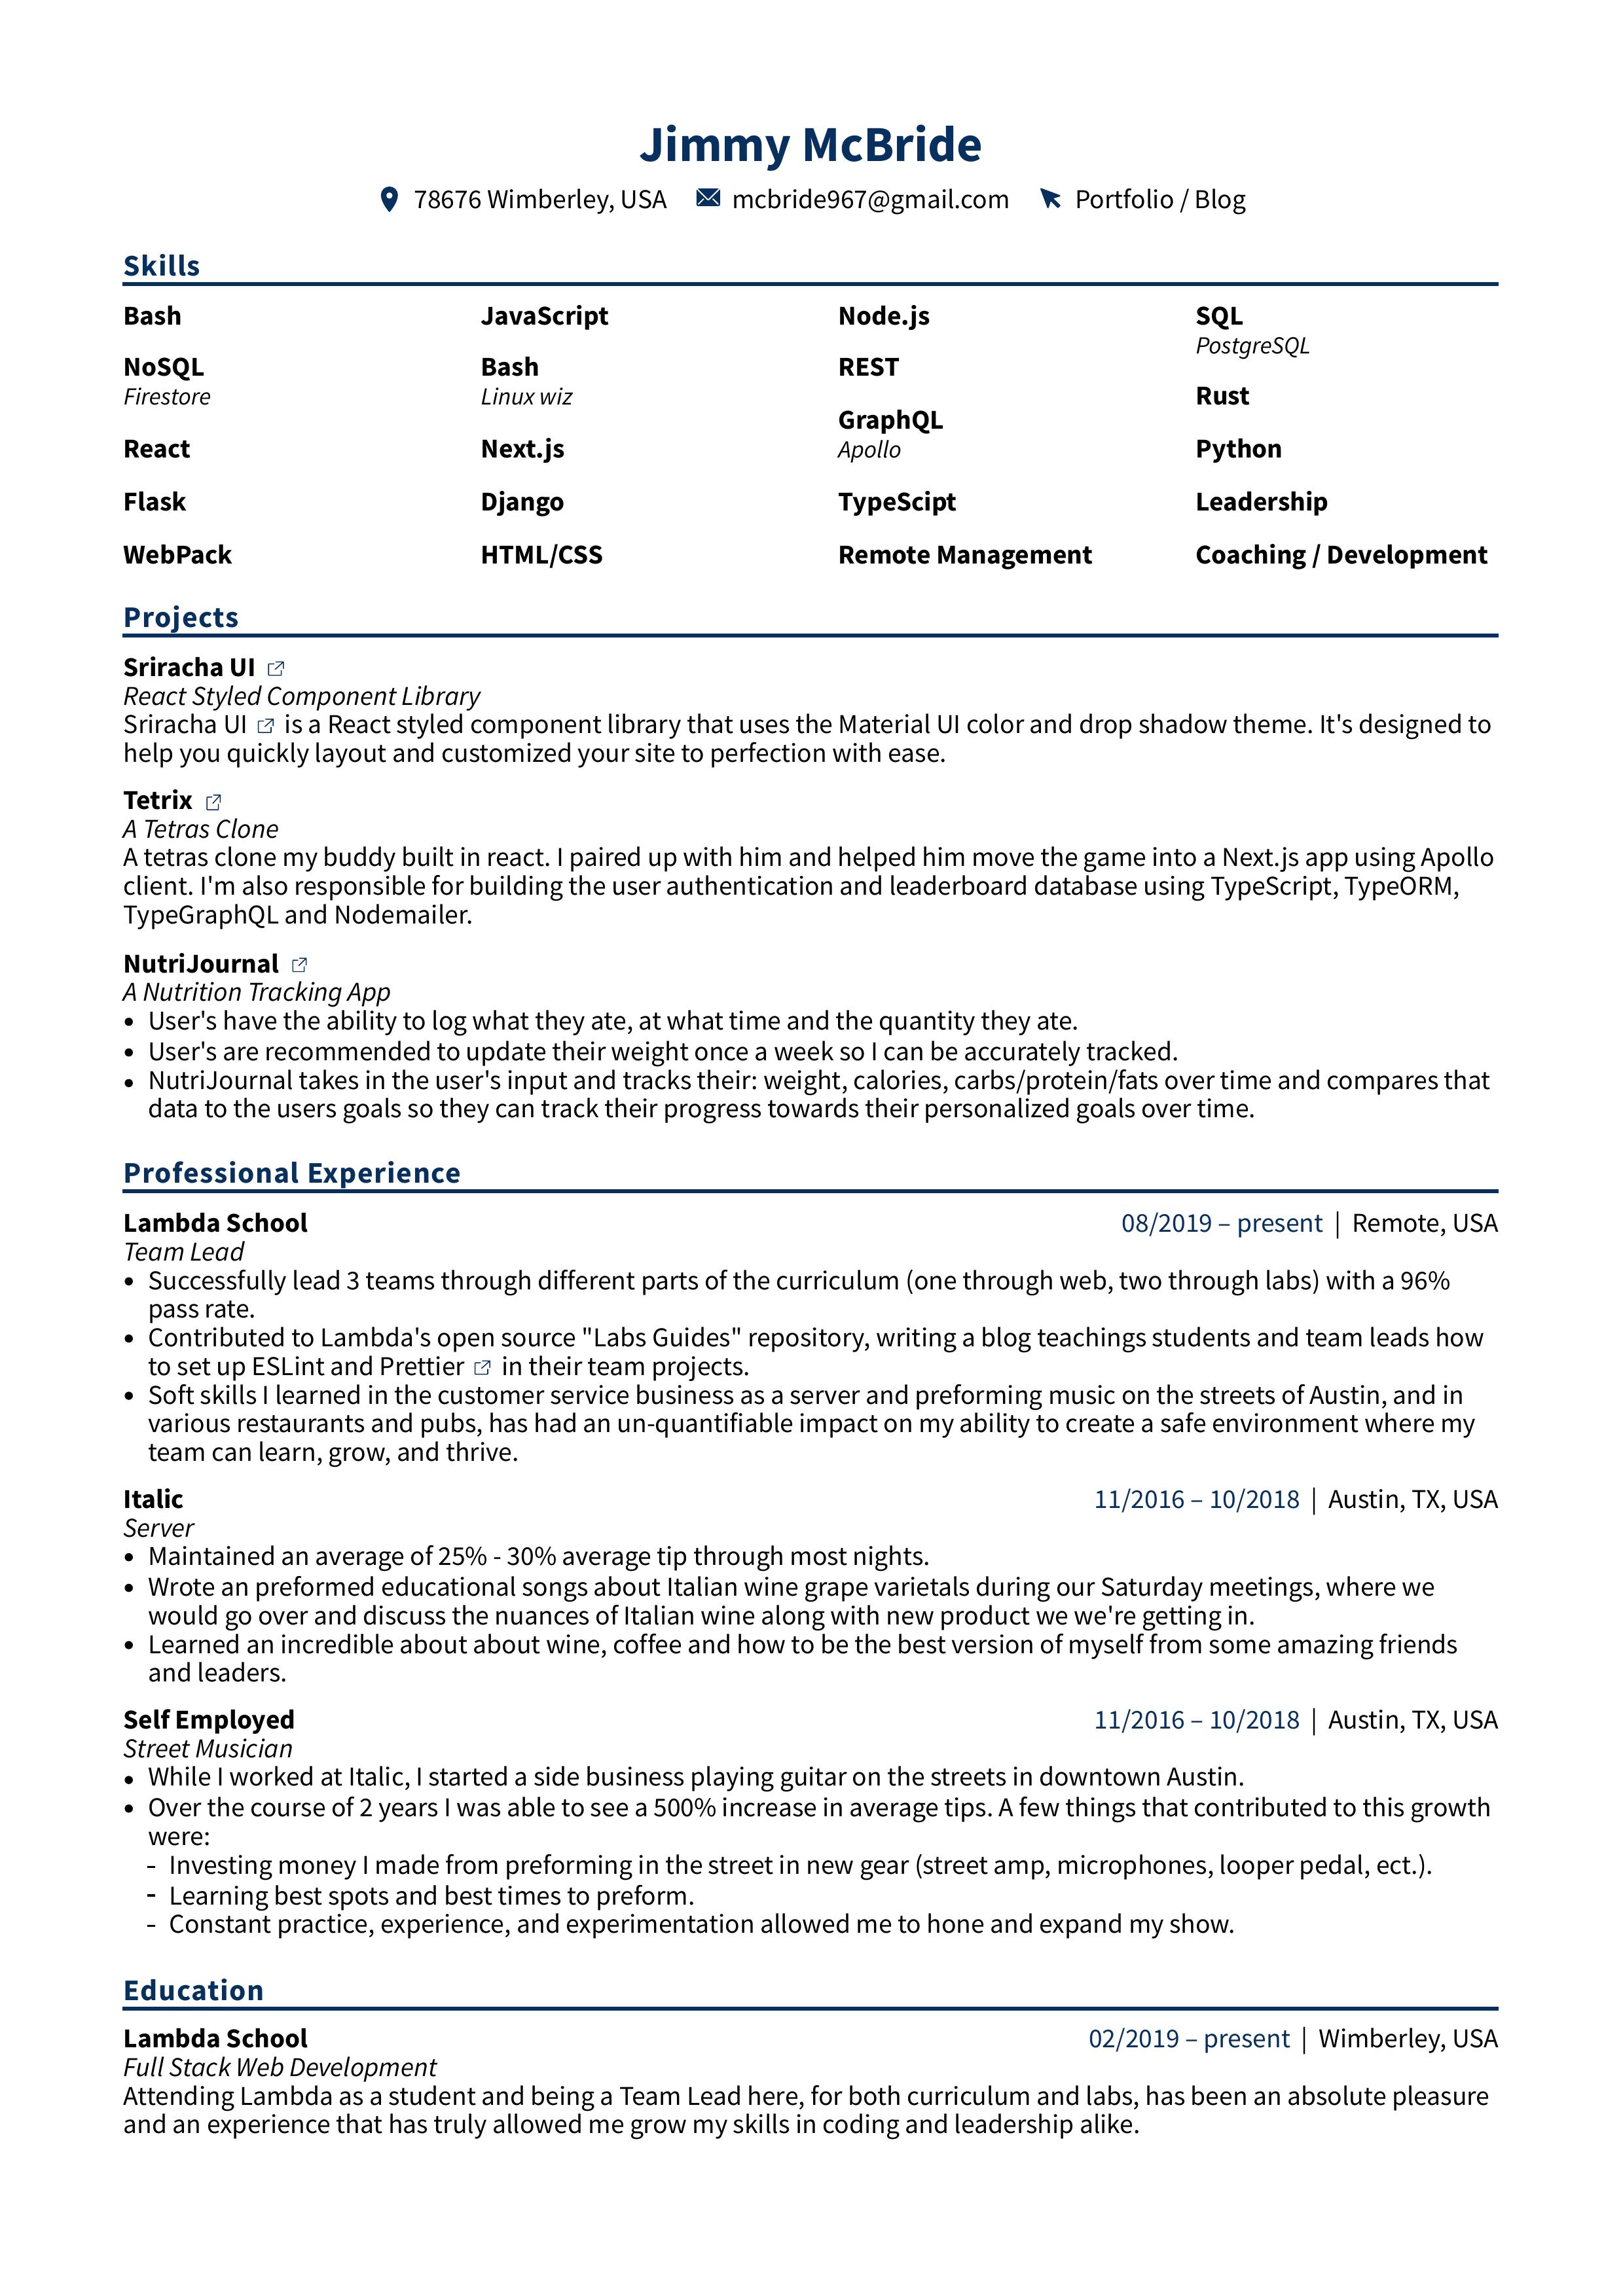 Jimmy McBride
78676 Wimberley, USA mcbride967@gmail.com Portfolio / Blog
Skills
Bash JavaScript Node.js SQL
PostgreSQL
NoSQL Bash REST
Firestore Linux wiz Rust
GraphQL
React Next.js Apollo Python
Flask Django TypeScipt Leadership
WebPack HTML/CSS Remote Management Coaching / Development
Projects
Sriracha UI
React Styled Component Library
Sriracha UI is a React styled component library that uses the Material UI color and drop shadow theme. It's designed to
help you quickly layout and customized your site to perfection with ease.
Tetrix
A Tetras Clone
A tetras clone my buddy built in react. I paired up with him and helped him move the game into a Next.js app using Apollo
client. I'm also responsible for building the user authentication and leaderboard database using TypeScript, TypeORM,
TypeGraphQL and Nodemailer.
NutriJournal
A Nutrition Tracking App
• User's have the ability to log what they ate, at what time and the quantity they ate.
• User's are recommended to update their weight once a week so I can be accurately tracked.
• NutriJournal takes in the user's input and tracks their: weight, calories, carbs/protein/fats over time and compares that
data to the users goals so they can track their progress towards their personalized goals over time.
Professional Experience
Lambda School 08/2019 – present | Remote, USA
Team Lead
• Successfully lead 3 teams through different parts of the curriculum (one through web, two through labs) with a 96%
pass rate.
• Contributed to Lambda's open source "Labs Guides" repository, writing a blog teachings students and team leads how
to set up ESLint and Prettier in their team projects.
• Soft skills I learned in the customer service business as a server and preforming music on the streets of Austin, and in
various restaurants and pubs, has had an un-quantifiable impact on my ability to create a safe environment where my
team can learn, grow, and thrive.
Italic 11/2016 – 10/2018 | Austin, TX, USA
Server
• Maintained an average of 25% - 30% average tip through most nights.
• Wrote an preformed educational songs about Italian wine grape varietals during our Saturday meetings, where we
would go over and discuss the nuances of Italian wine along with new product we we're getting in.
• Learned an incredible about about wine, coffee and how to be the best version of myself from some amazing friends
and leaders.
Self Employed 11/2016 – 10/2018 | Austin, TX, USA
Street Musician
• While I worked at Italic, I started a side business playing guitar on the streets in downtown Austin.
• Over the course of 2 years I was able to see a 500% increase in average tips. A few things that contributed to this growth
were:
- Investing money I made from preforming in the street in new gear (street amp, microphones, looper pedal, ect.).
- Learning best spots and best times to preform.
- Constant practice, experience, and experimentation allowed me to hone and expand my show.
Education
Lambda School 02/2019 – present | Wimberley, USA
Full Stack Web Development
Attending Lambda as a student and being a Team Lead here, for both curriculum and labs, has been an absolute pleasure
and an experience that has truly allowed me grow my skills in coding and leadership alike.